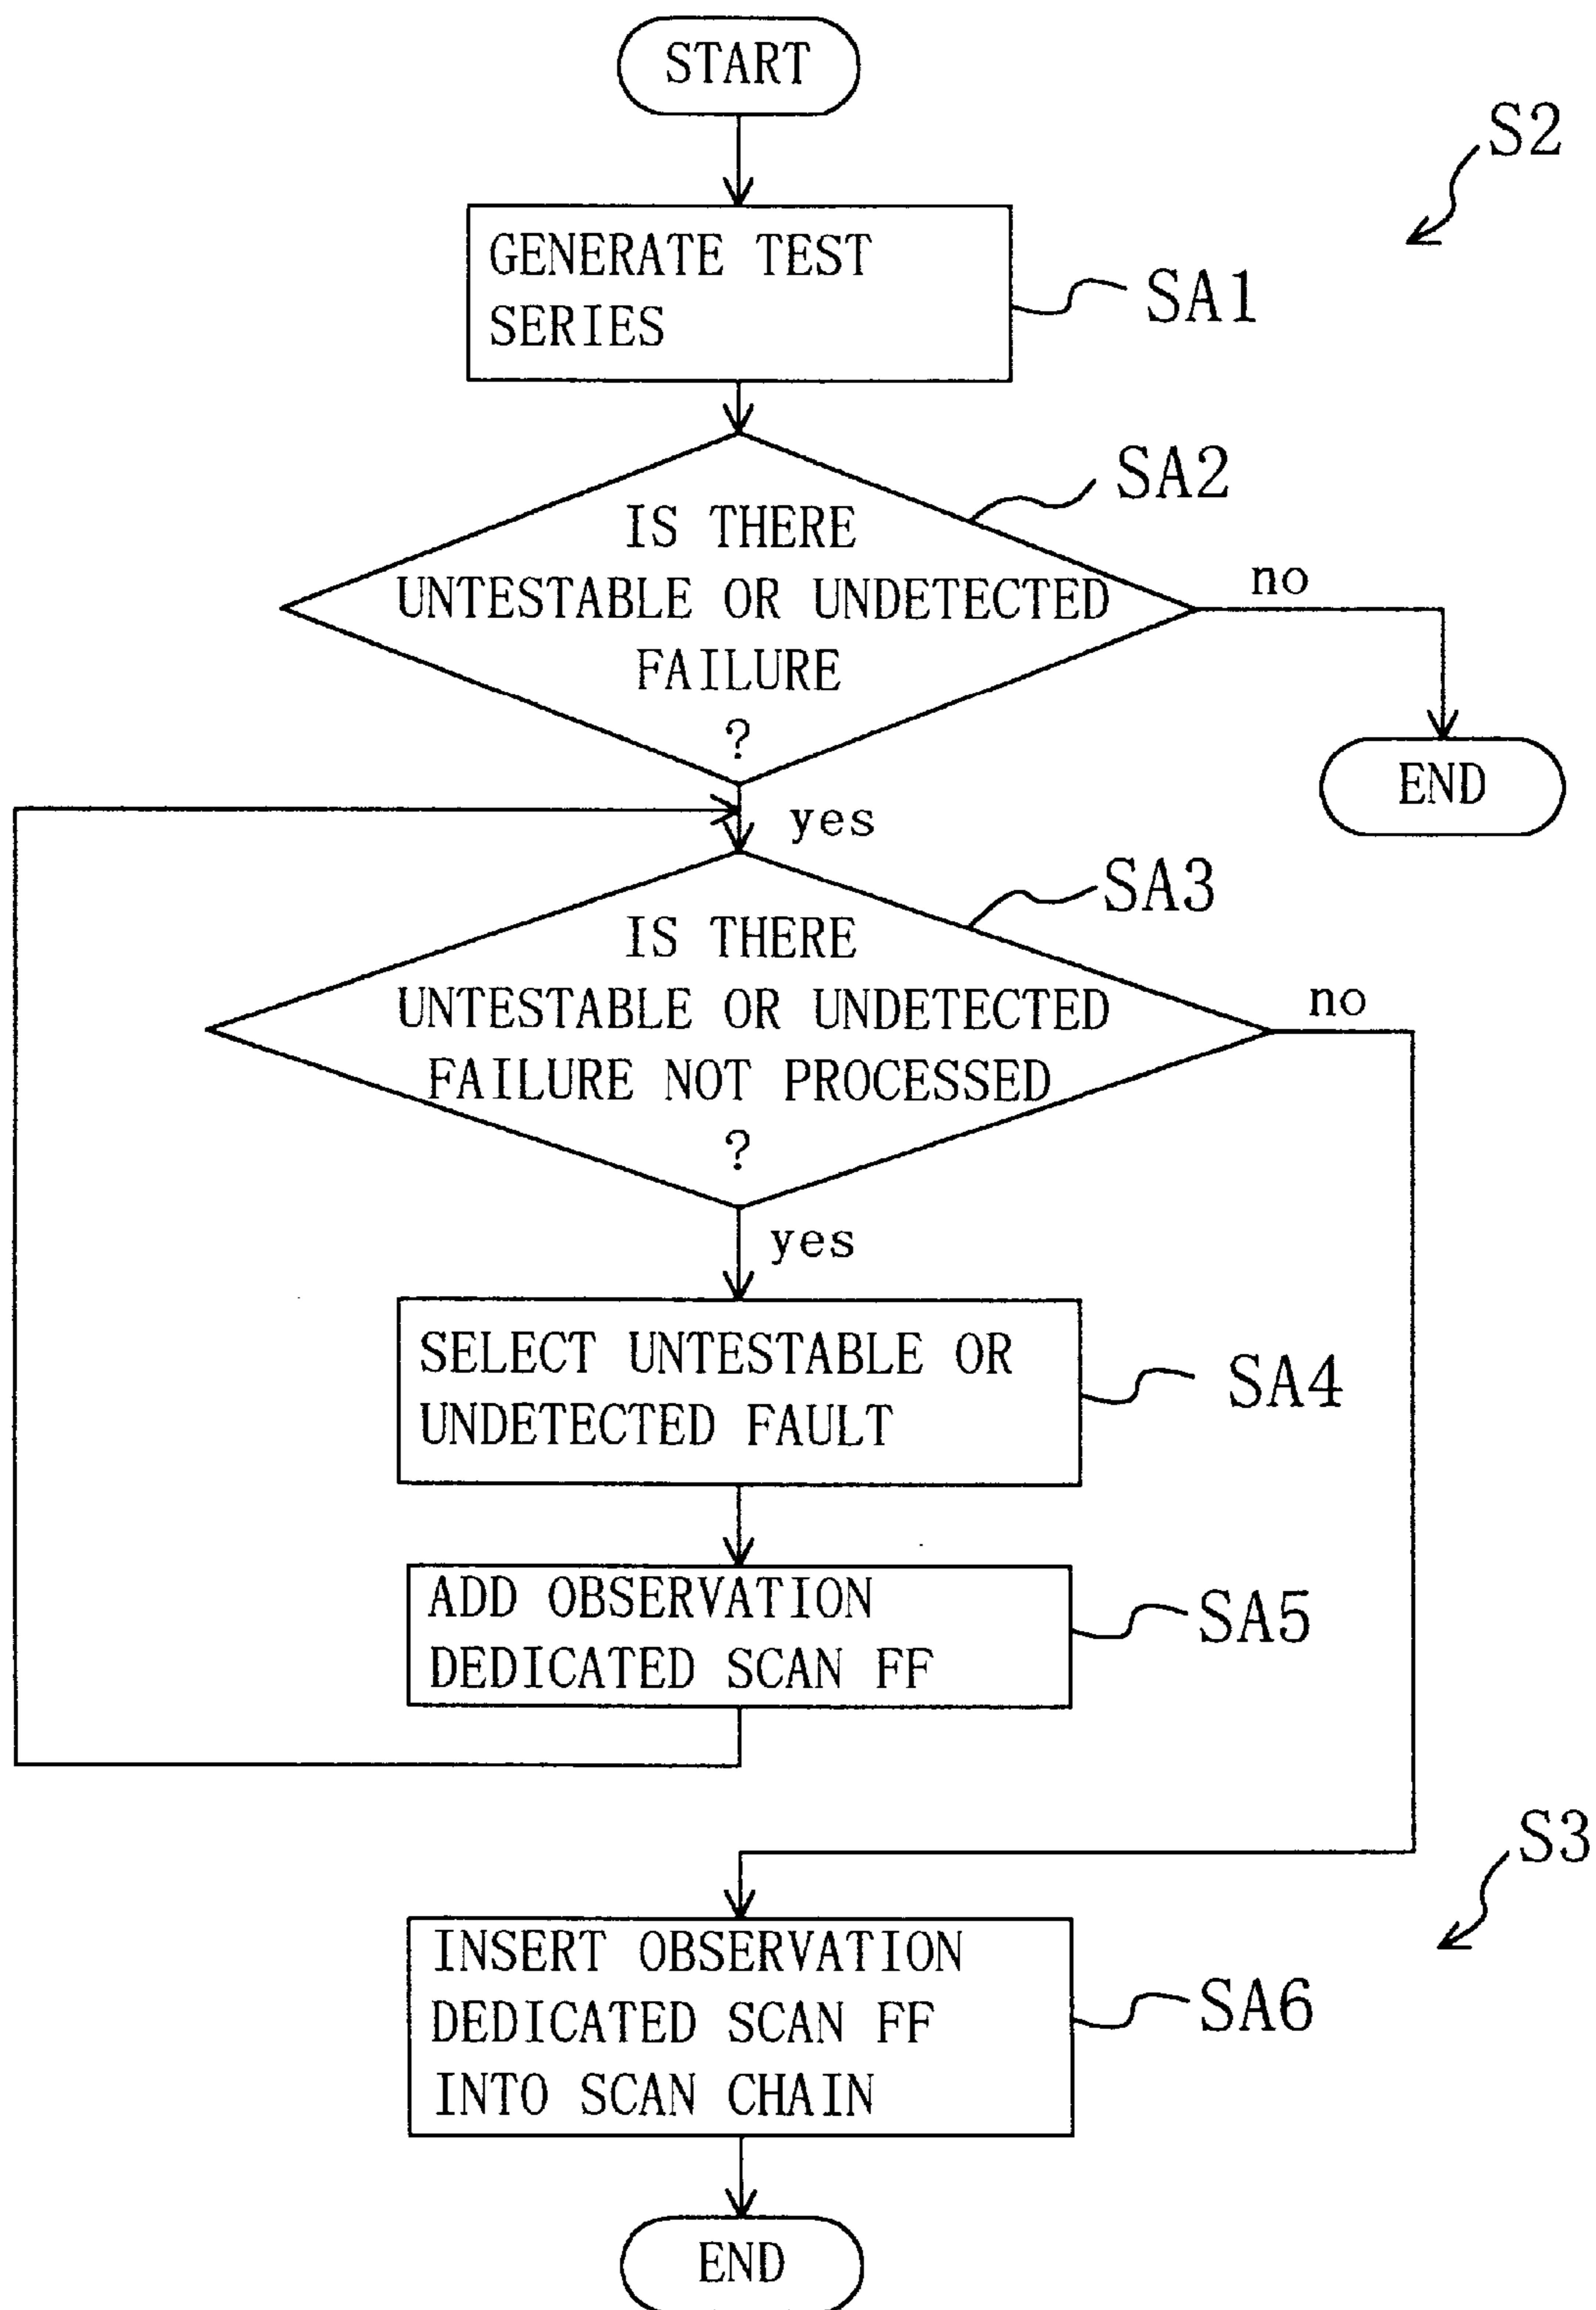 START
S2
GENERATE TEST
SERIES
SA1
SA2
IS THERE
UNTESTABLE OR UNDETECTED
FAILURE
?
no
END
yes
SA3
IS THERE
UNTESTABLE OR UNDETECTED
FAILURE NOT PROCESSED
?
no
yes
SELECT UNTESTABLE OR
UNDETECTED FAULT
SA4
ADD OBSERVATION
DEDICATED SCAN FF
SA5
S3
INSERT OBSERVATION
DEDICATED SCAN FF
INTO SCAN CHAIN
SA6
END